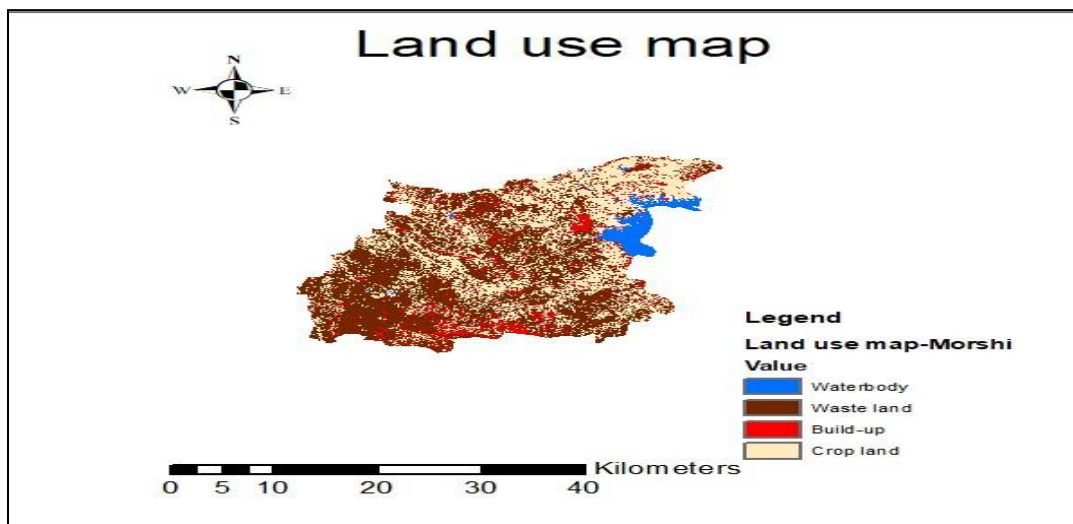 Land use map
N
W E
S
Legend
Land use map-Morshi
Value
Waterbody
Waste land
Build-up
Crop land
Kilometers
0 5 10 20 30 40